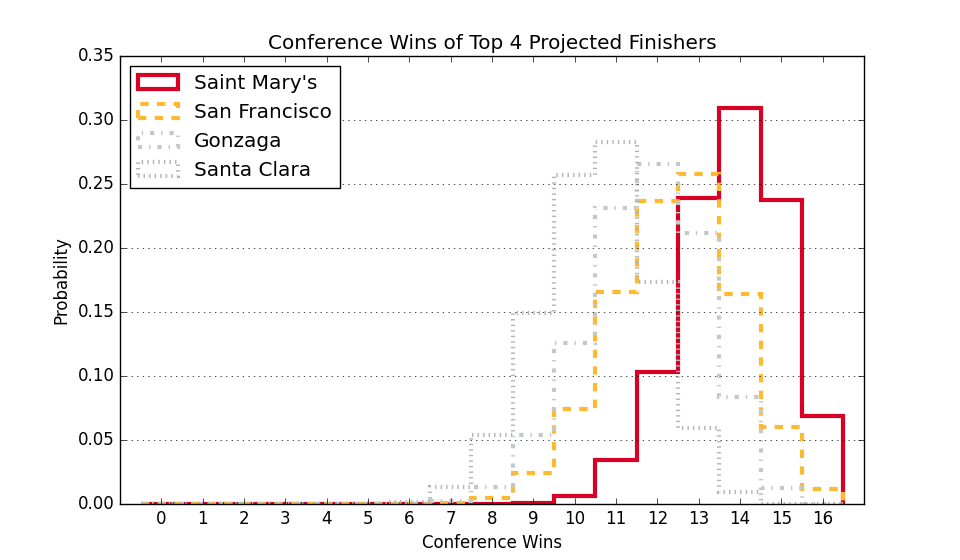 Conference Wins of Top 4 Projected Finishers
0.35
0.30
0.25
0.20
0.15
0.10
0.05
0.00
Probability
Saint Mary's
San Francisco
Gonzaga
Santa Clara
0 1 2 3 4 5 6 7 8 9 10 11 12 13 14 15 16
Conference Wins